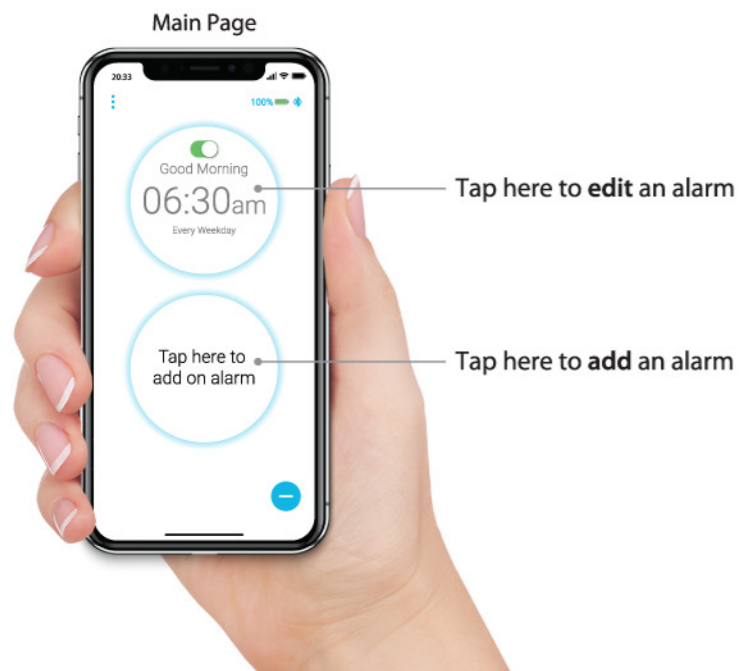 Main Page
20:33
100%
Good Morning
06:30am
Every Weekday
Tap here to edit an alarm
Tap here to
add on alarm
Tap here to add an alarm